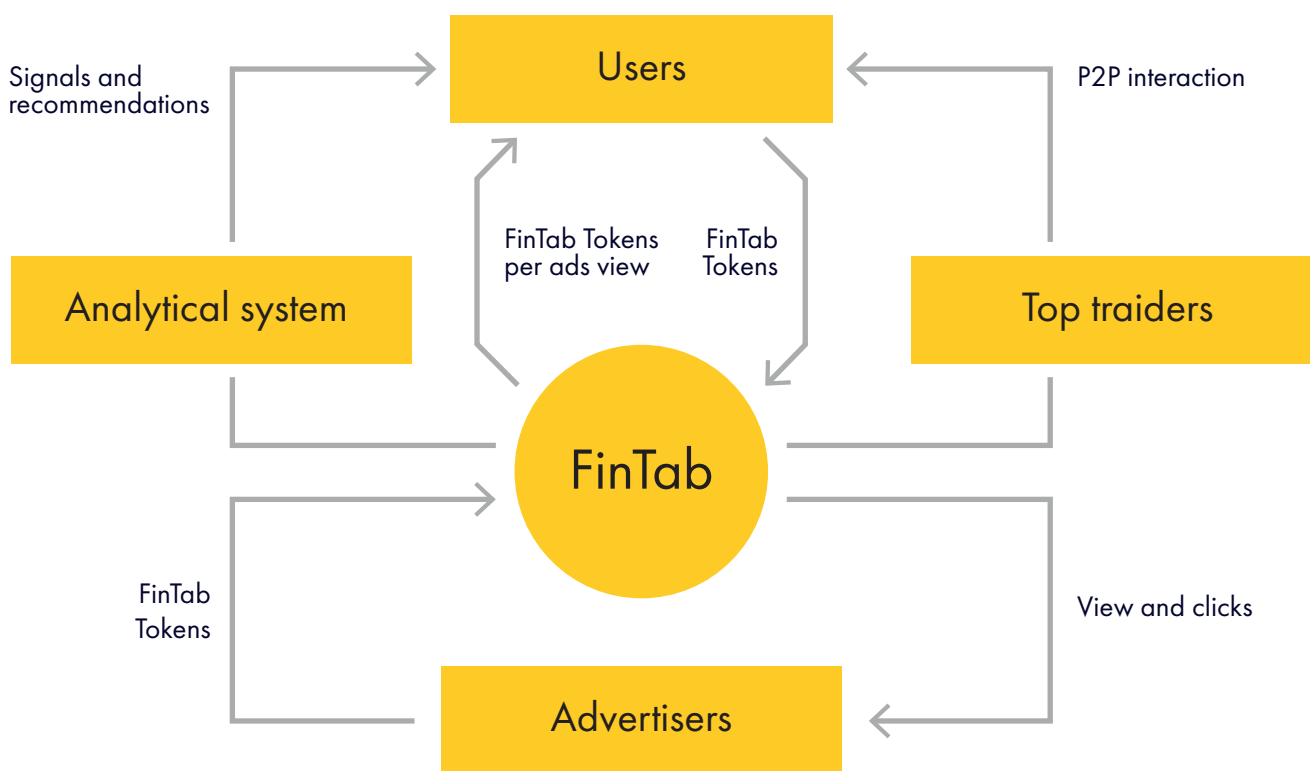 Users
Signals and
recommendations
P2P interaction
FinTab Tokens
per ads view
FinTab
Tokens
Analytical system
Top traiders
FinTab
FinTab
Tokens
View and clicks
Advertisers